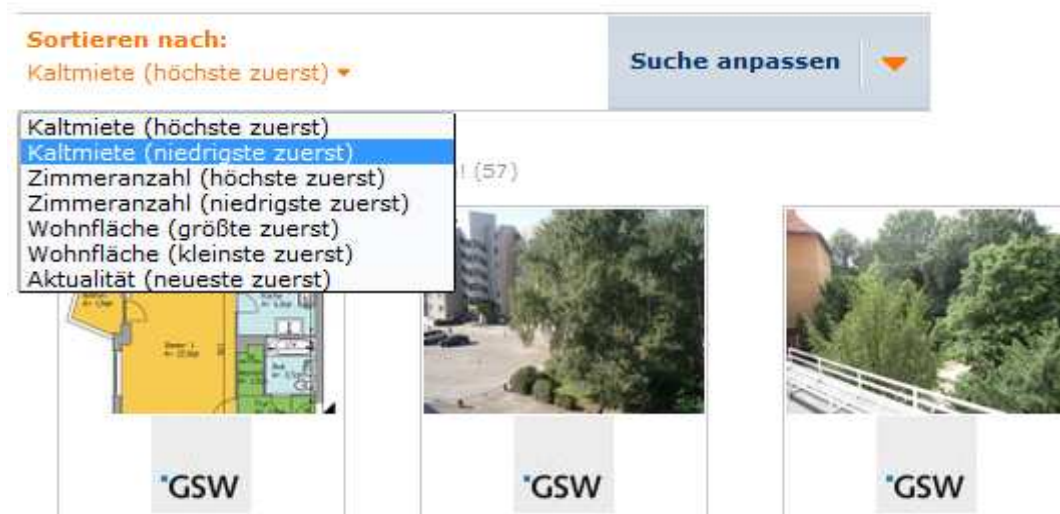 Sortieren nach:
Kaltmiete (höchste zuerst)
Suche anpassen
Kaltmiete (höchste zuerst)
Kaltmiete (niedrigste zuerst)
Zimmeranzahl (höchste zuerst)
(57)
Zimmeranzahl (niedrigste zuerst)
Wohnfläche (größte zuerst)
Wohnfläche (kleinste zuerst)
Aktualität (neueste zuerst)
GSW
GSW
GSW